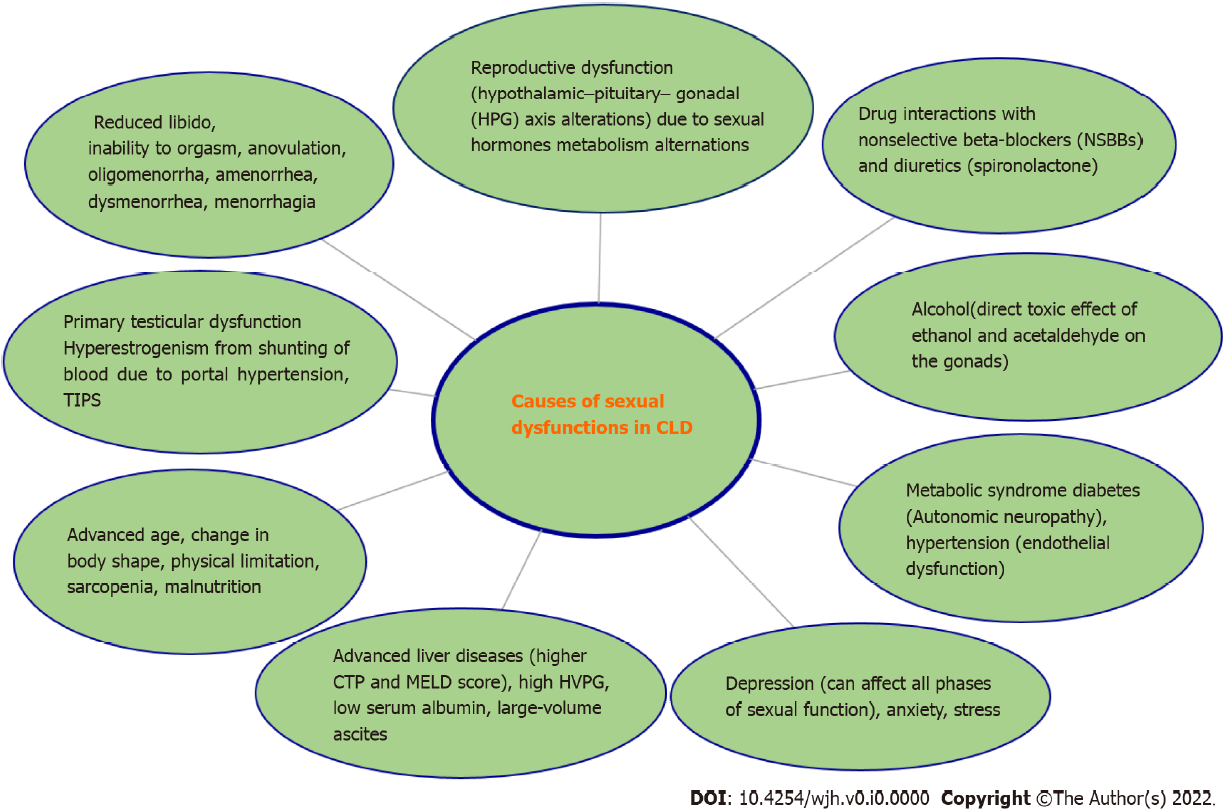 Reproductive dysfunction
(hypothalamic–pituitary– gonadal
(HPG) axis alterations) due to sexual
hormones metabolism alternations
Reduced libido,
inability to orgasm, anovulation,
oligomenorrha, amenorrhea,
dysmenorrhea, menorrhagia
Drug interactions with
nonselective beta-blockers (NSBBs)
and diuretics (spironolactone)
Primary testicular dysfunction
Hyperestrogenism from shunting of
blood due to portal hypertension,
TIPS
Alcohol(direct toxic effect of
ethanol and acetaldehyde on
the gonads)
Causes of sexual
dysfunctions in CLD
Advanced age, change in
body shape, physical limitation,
sarcopenia, malnutrition
Metabolic syndrome diabetes
(Autonomic neuropathy),
hypertension (endothelial
dysfunction)
Advanced liver diseases (higher
CTP and MELD score), high HVPG,
low serum albumin, large-volume
ascites
Depression (can affect all phases
of sexual function), anxiety, stress
DOI: 10.4254/wjh.v0.i0.0000 Copyright ©The Author(s) 2022.